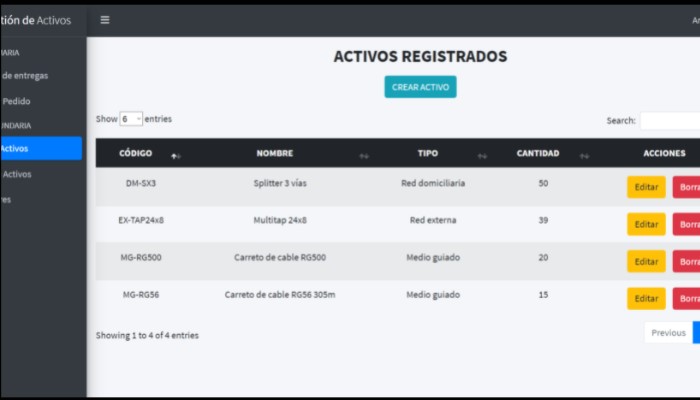 tión de Activos ☰ An
IARIA
de entregas
Pedido
UNDARIA
Activos
Activos
es
ACTIVOS REGISTRADOS
CREAR ACTIVO
Show 6 entries Search:
CÓDIGO NOMBRE TIPO CANTIDAD ACCIONES
DM-SX3 Splitter 3 vías Red domiciliaria 50 Editar Borra
EX-TAP24x8 Multitap 24x8 Red externa 39 Editar Borra
MG-RG500 Carreto de cable RG500 Medio guiado 20 Editar Borra
MG-RG56 Carreto de cable RG56 305m Medio guiado 15 Editar Borra
Showing 1 to 4 of 4 entries Previous